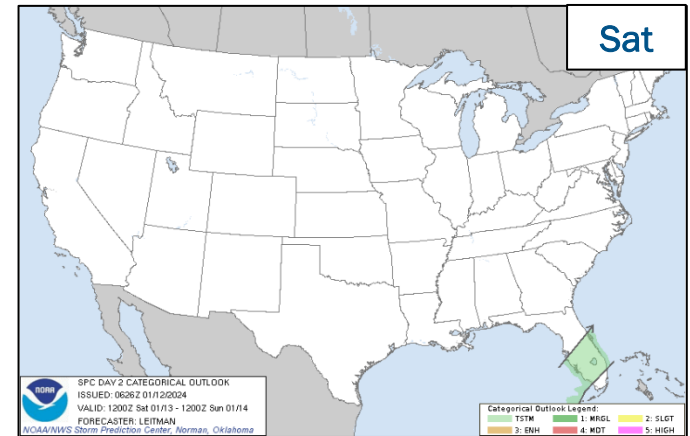 Sat
NOAA
SPC DAY 2 CATEGORICAL OUTLOOK
ISSUED: 0626Z 01/12/2024
VALID: 1200Z Sat 01/13 - 1200Z Sun 01/14
FORECASTER: LEITMAN
NOAA/NWS Storm Prediction Center, Norman, Oklahoma
Categorical Outlook Legend:
TSTM 1: MRGL 2: SLGT
3: ENH 4: MDT 5: HIGH